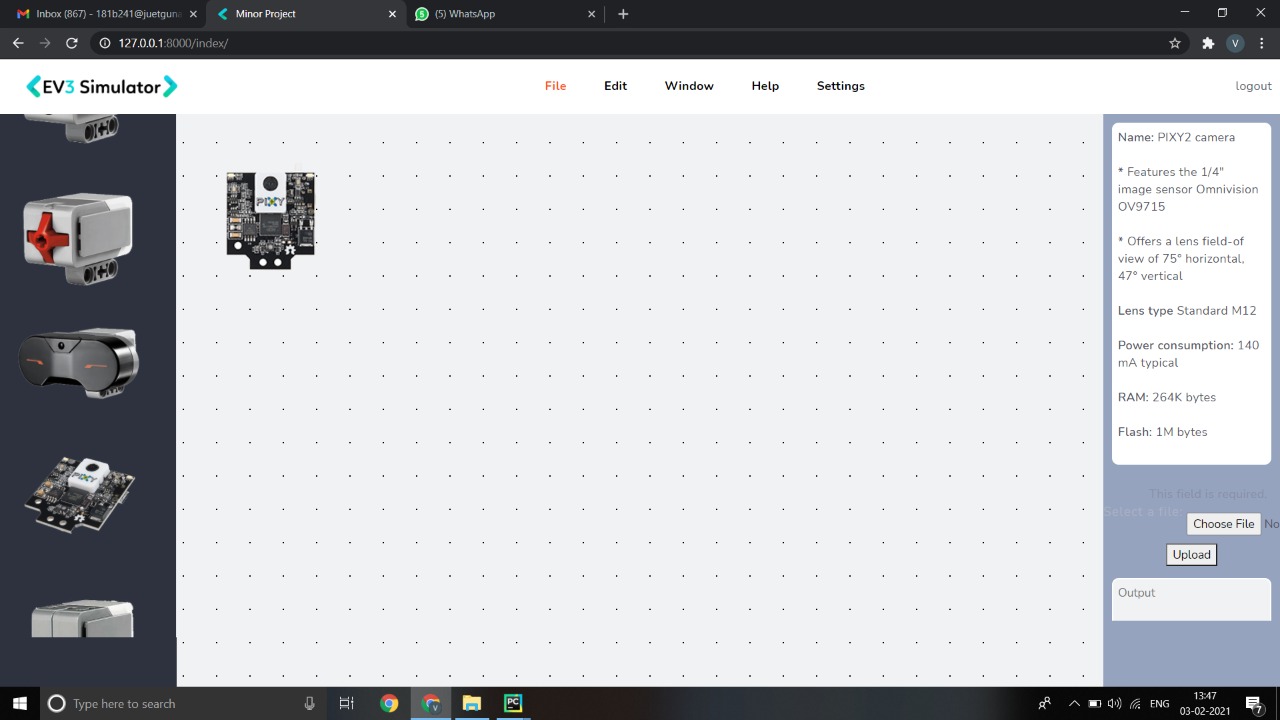 Inbox (867) - 181b241@juetguna
Minor Project
(5) WhatsApp
127.0.0.1:8000/index/
V
EV3 Simulator
File
Edit
Window
Help
Settings
logout
PIXY
PIXY
Name: PIXY2 camera
* Features the 1/4"
image sensor Omnivision
OV9715
* Offers a lens field-of
view of 75° horizontal,
47° vertical
Lens type Standard M12
Power consumption: 140
mA typical
RAM: 264K bytes
Flash: 1M bytes
This field is required.
Select a file:
Choose File
No
Upload
Output
Type here to search
PC
ENG
13:47
03-02-2021
7